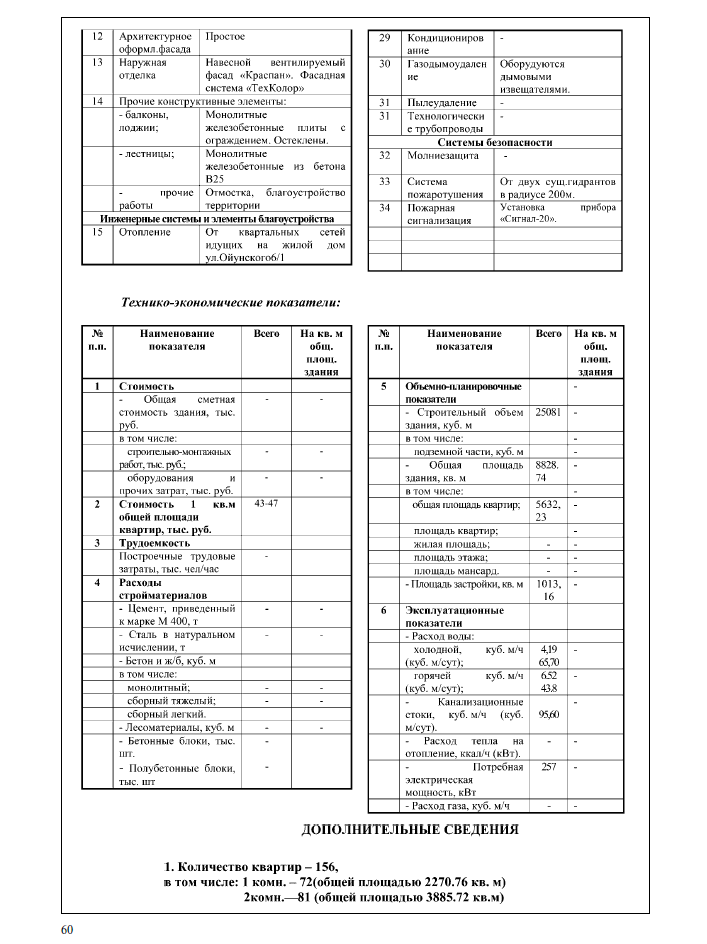 12 Архитектурное Простое
оформл.фасада
13 Наружная Навесной вентилируемый
отделка фасад «Краспан». Фасадная
система «ТехКолор»
14 Прочие конструктивные элементы:
- балконы, Монолитные
лоджии; железобетонные плиты с
ограждением. Остеклены.
- лестницы; Монолитные
железобетонные из бетона
В25
- прочие Отмостка, благоустройство
работы территории
Инженерные системы и элементы благоустройства
15 Отопление От квартальных сетей
идущих на жилой дом
ул.Ойунского6/1
29 Кондициониров -
ание
30 Газодымоудален Оборудуются
ие дымовыми
извещателями.
31 Пылеудаление -
31 Технологически -
е трубопроводы
Системы безопасности
32 Молниезащита -
33 Система От двух сущ.гидрантов
пожаротушения в радиусе 200м.
34 Пожарная Установка прибора
сигнализация «Сигнал-20».
Технико-экономические показатели:
№ Наименование Всего На кв. м
п.п. показателя общ.
площ.
здания
1 Стоимость
- Общая сметная - -
стоимость здания, тыс.
руб.
в том числе:
строительно-монтажных - -
работ, тыс. руб.;
оборудования и - -
прочих затрат, тыс. руб.
2 Стоимость 1 кв.м 43-47
общей площади
квартир, тыс. руб.
3 Трудоемкость
Построечные трудовые -
затраты, тыс. чел/час
4 Расходы
стройматериалов
- Цемент, приведенный - -
к марке М 400, т
- Сталь в натуральном - -
исчислении, т
- Бетон и ж/б, куб. м
в том числе:
монолитный; - -
сборный тяжелый; - -
сборный легкий.
- Лесоматериалы, куб. м - -
- Бетонные блоки, тыс. -
шт.
- Полубетонные блоки, -
тыс. шт
№ Наименование Всего На кв. м
п.п. показателя общ.
площ.
здания
5 Объемно-планировочные -
показатели
- Строительный объем 25081 -
здания, куб. м
в том числе: -
подземной части, куб. м -
- Общая площадь 8828. -
здания, кв. м 74
в том числе: -
общая площадь квартир; 5632, -
23
площадь квартир; -
жилая площадь; - -
площадь этажа; - -
площадь мансард. - -
- Площадь застройки, кв. м 1013, -
16
6 Эксплуатационные
показатели
- Расход воды:
холодной, куб. м/ч 4,19 -
(куб. м/сут); 65,70
горячей куб. м/ч 6.52 -
(куб. м/сут); 43.8
- Канализационные -
стоки, куб. м/ч (куб. 95,60
м/сут).
- Расход тепла на - -
отопление, ккал/ч (кВт).
- Потребная 257 -
электрическая
мощность, кВт
- Расход газа, куб. м/ч - -
ДОПОЛНИТЕЛЬНЫЕ СВЕДЕНИЯ
1. Количество квартир – 156,
в том числе: 1 комн. – 72(общей площадью 2270.76 кв. м)
2комн.—81 (общей площадью 3885.72 кв.м)
60